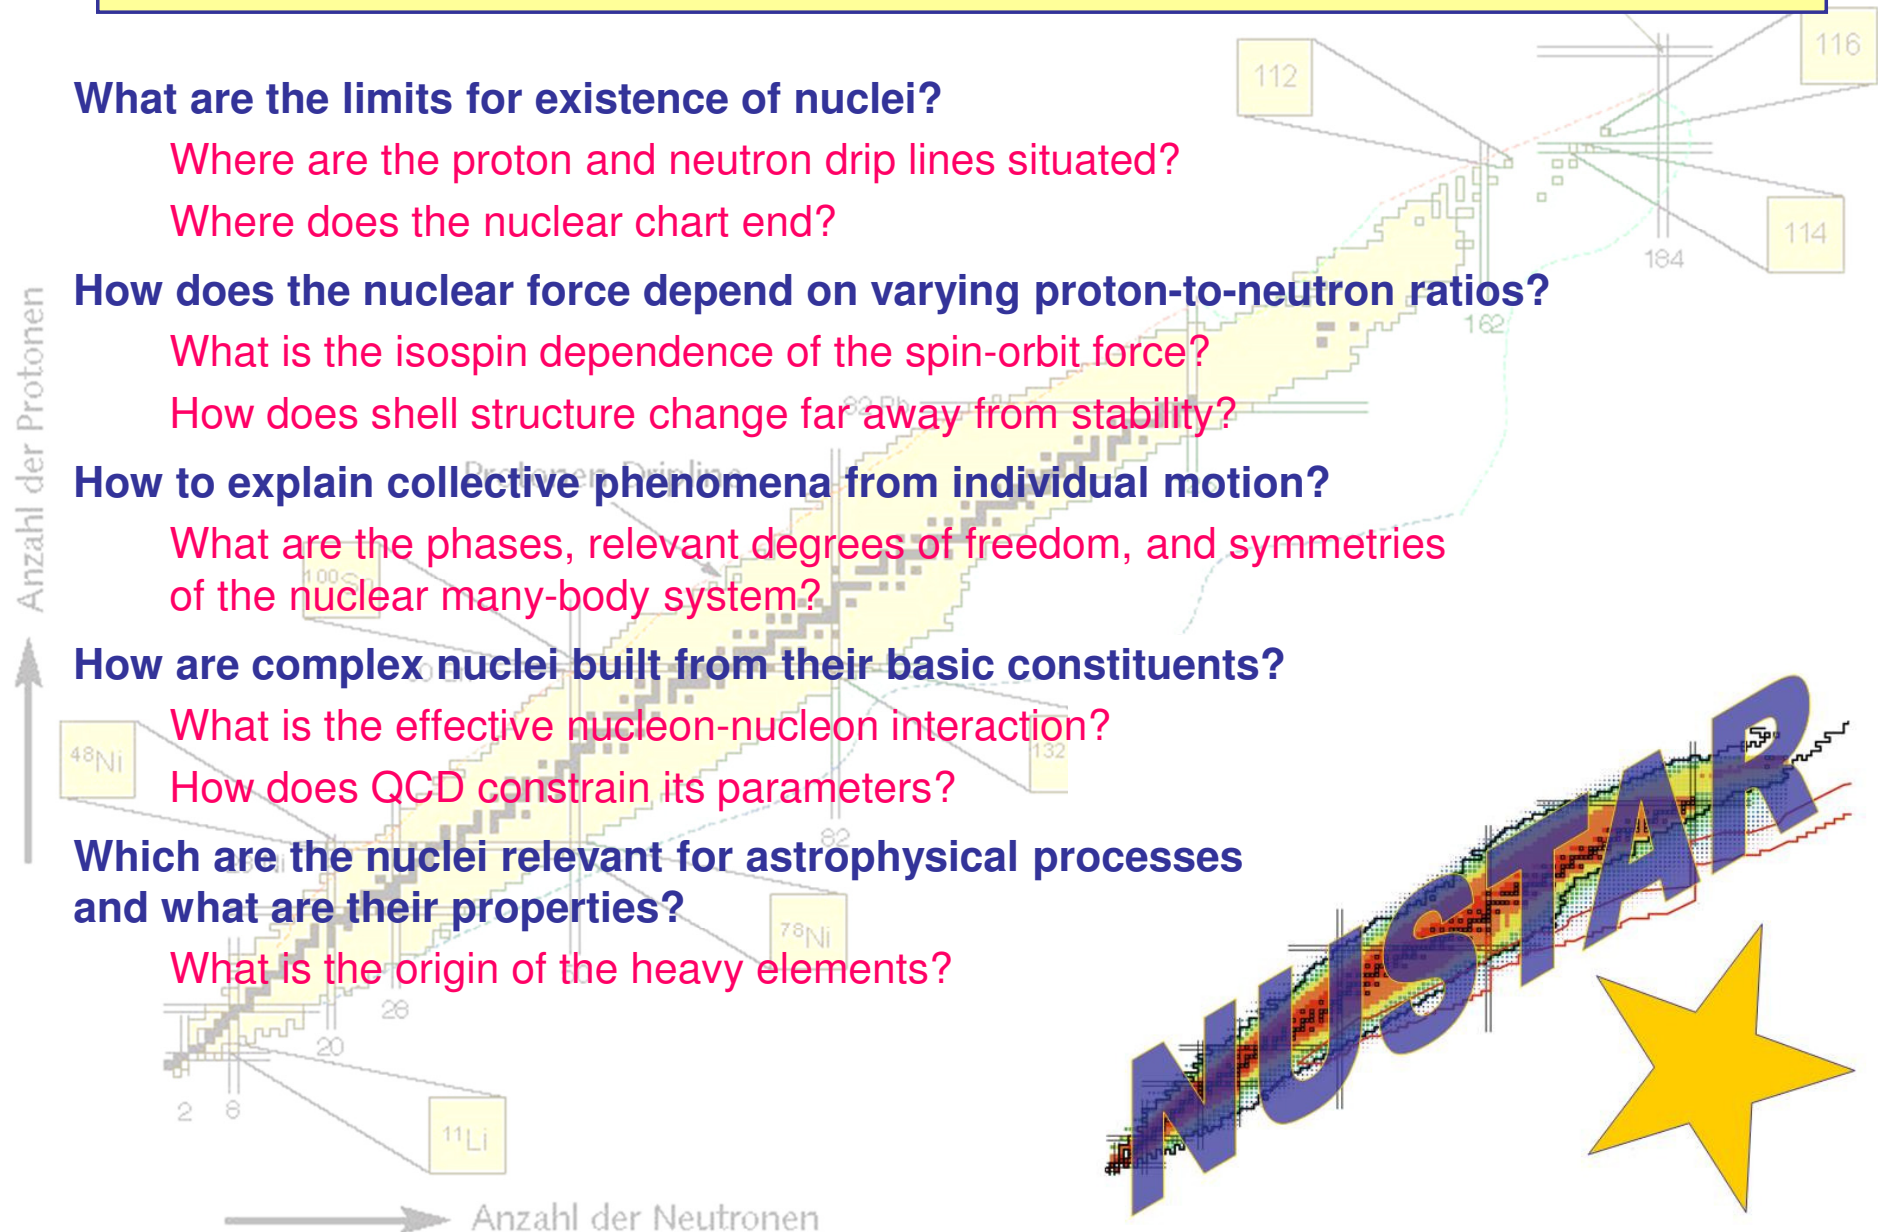 116
112
What are the limits for existence of nuclei?
Where are the proton and neutron drip lines situated?
Where does the nuclear chart end?
114
184
How does the nuclear force depend on varying proton-to-neutron ratios?
162
What is the isospin dependence of the spin-orbit force?
How does shell structure change far away from stability?
82 Pb
Protonen Dripline
How to explain collective phenomena from individual motion?
What are the phases, relevant degrees of freedom, and symmetries
of the nuclear many-body system?
100Sn
Anzahl der Protonen
How are complex nuclei built from their basic constituents?
What is the effective nucleon-nucleon interaction?
48Ni
132
How does QCD constrain its parameters?
82
Which are the nuclei relevant for astrophysical processes
and what are their properties?
78Ni
What is the origin of the heavy elements?
28
20
2 8
11Li
Anzahl der Neutronen
NUSTAR